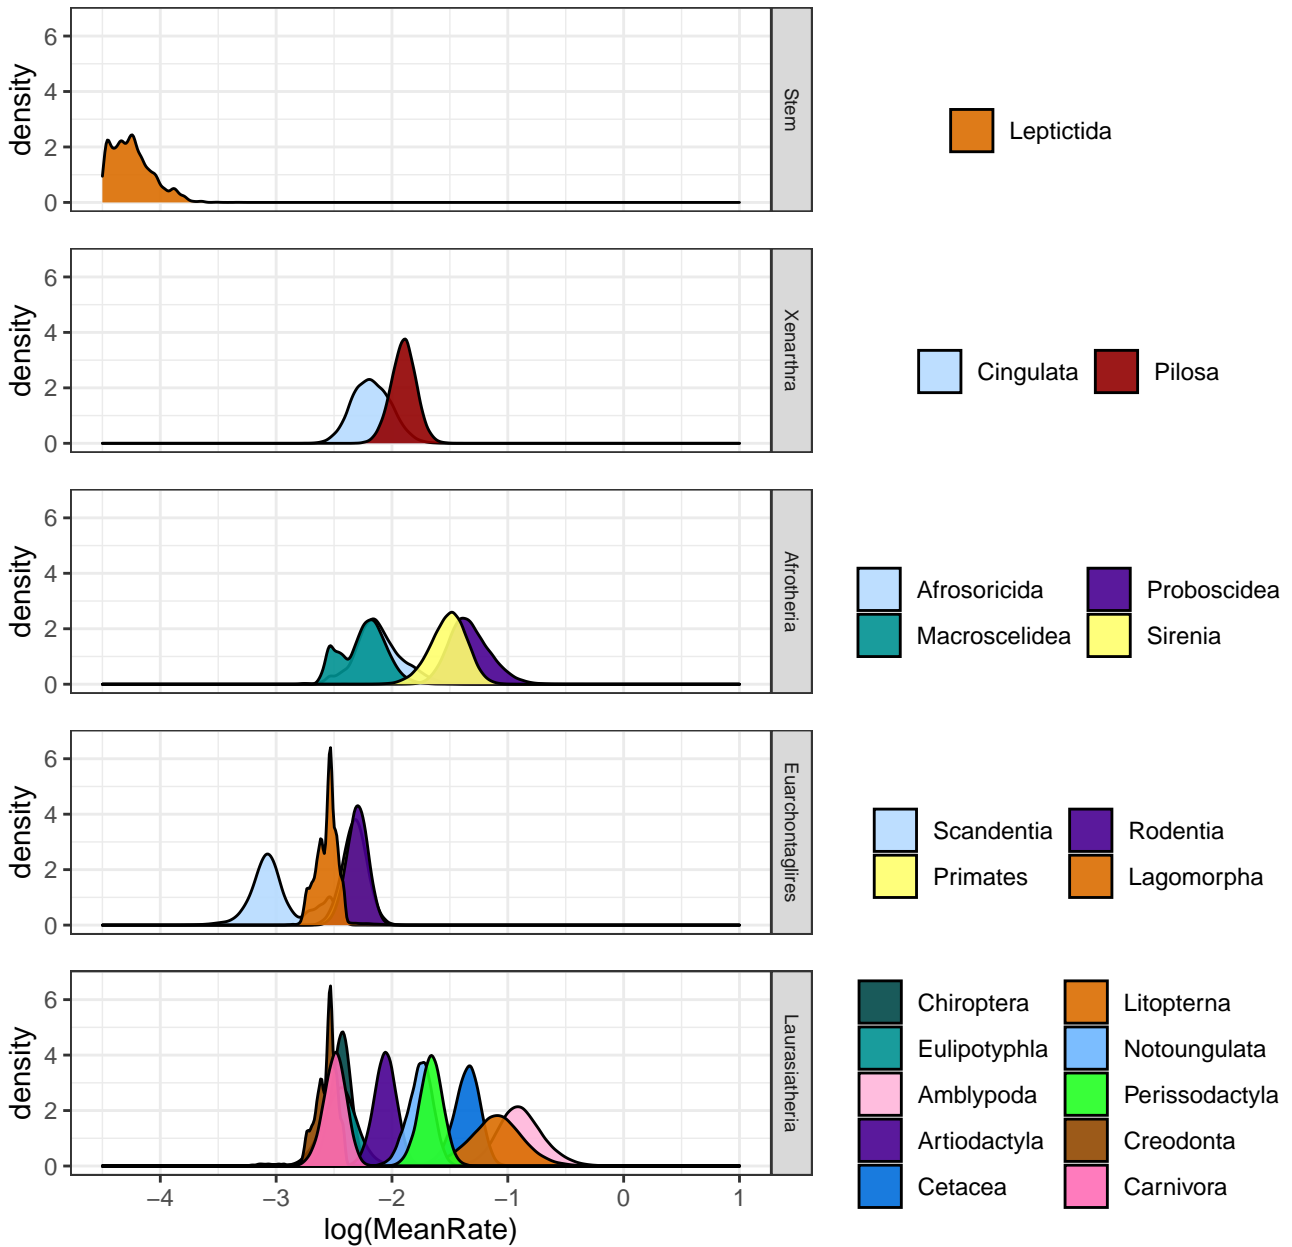 density
6
4
2
0
Stem
Leptictida
density
6
4
2
0
Xenarthra
Cingulata Pilosa
density
6
4
2
0
Afrotheria
Afrosoricida Proboscidea
Macroscelidea Sirenia
density
6
4
2
0
Euarchontaglires
Scandentia Rodentia
Primates Lagomorpha
density
6
4
2
0
Laurasiatheria
Chiroptera Litopterna
Eulipotyphla Notoungulata
Amblypoda Perissodactyla
Artiodactyla Creodonta
Cetacea Carnivora
−4 −3 −2 −1 0 1
log(MeanRate)